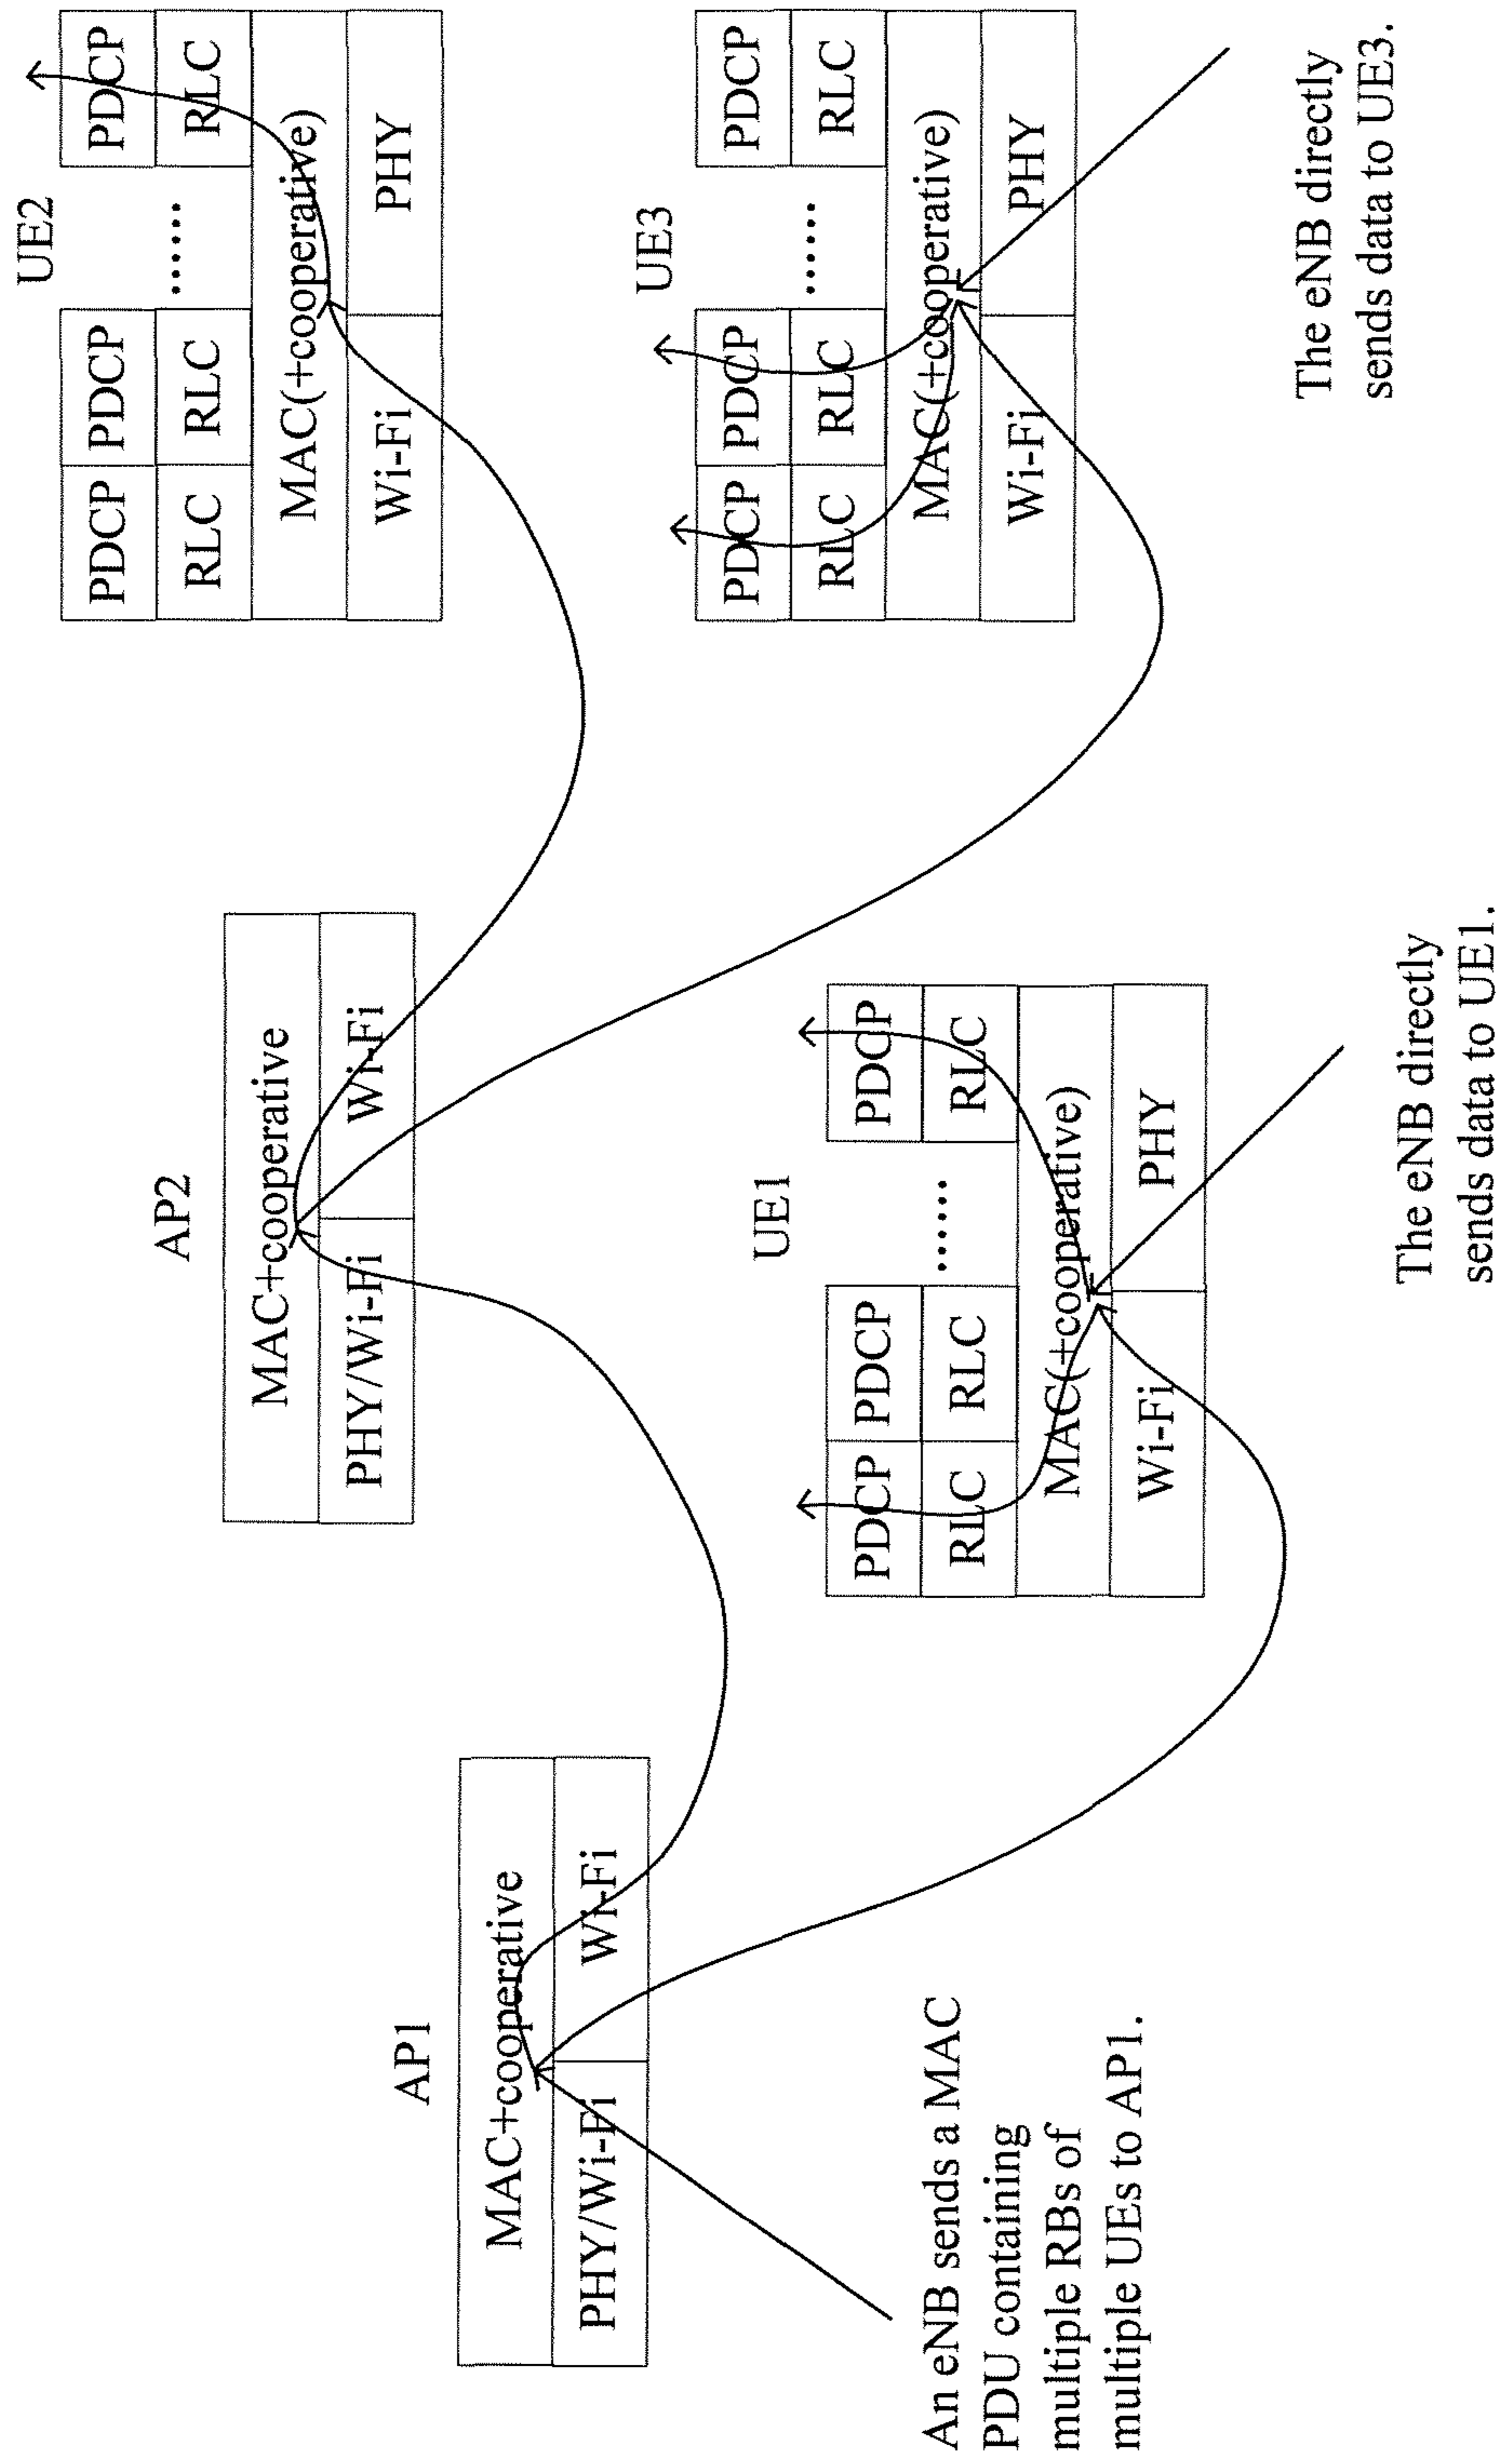 AP1
MAC+cooperative
PHY/Wi-Fi Wi-Fi
An eNB sends a MAC
PDU containing
multiple RBs of
multiple UEs to AP1.
AP2
MAC+cooperative
PHY/Wi-Fi Wi-Fi
UE1
PDCP PDCP PDCP
RLC RLC ...... RLC
MAC(+cooperative)
Wi-Fi PHY
The eNB directly
sends data to UE1.
UE2
PDCP PDCP PDCP
RLC RLC ...... RLC
MAC(+cooperative)
Wi-Fi PHY
UE3
PDCP PDCP PDCP
RLC RLC ...... RLC
MAC(+cooperative)
Wi-Fi PHY
The eNB directly
sends data to UE3.